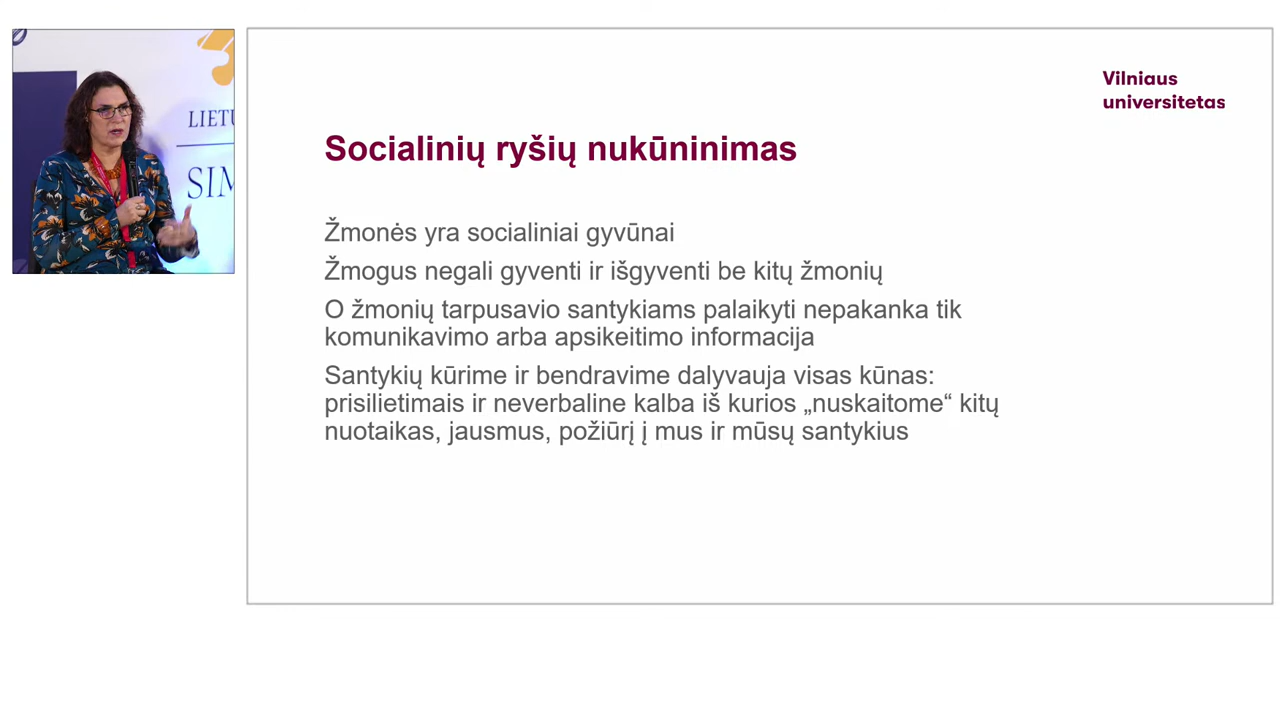 Vilniaus
universitetas
Socialinių ryšių nukūninimas
Žmonės yra socialiniai gyvūnai
Žmogus negali gyventi ir išgyventi be kitų žmonių
O žmonių tarpusavio santykiams palaikyti nepakanka tik
komunikavimo arba apsikeitimo informacija
Santykių kūrime ir bendravime dalyvauja visas kūnas:
prisilietimais ir neverbaline kalba iš kurios „nuskaitome“ kitų
nuotaikas, jausmus, požiūrį į mus ir mūsų santykius
LIETU
SIM